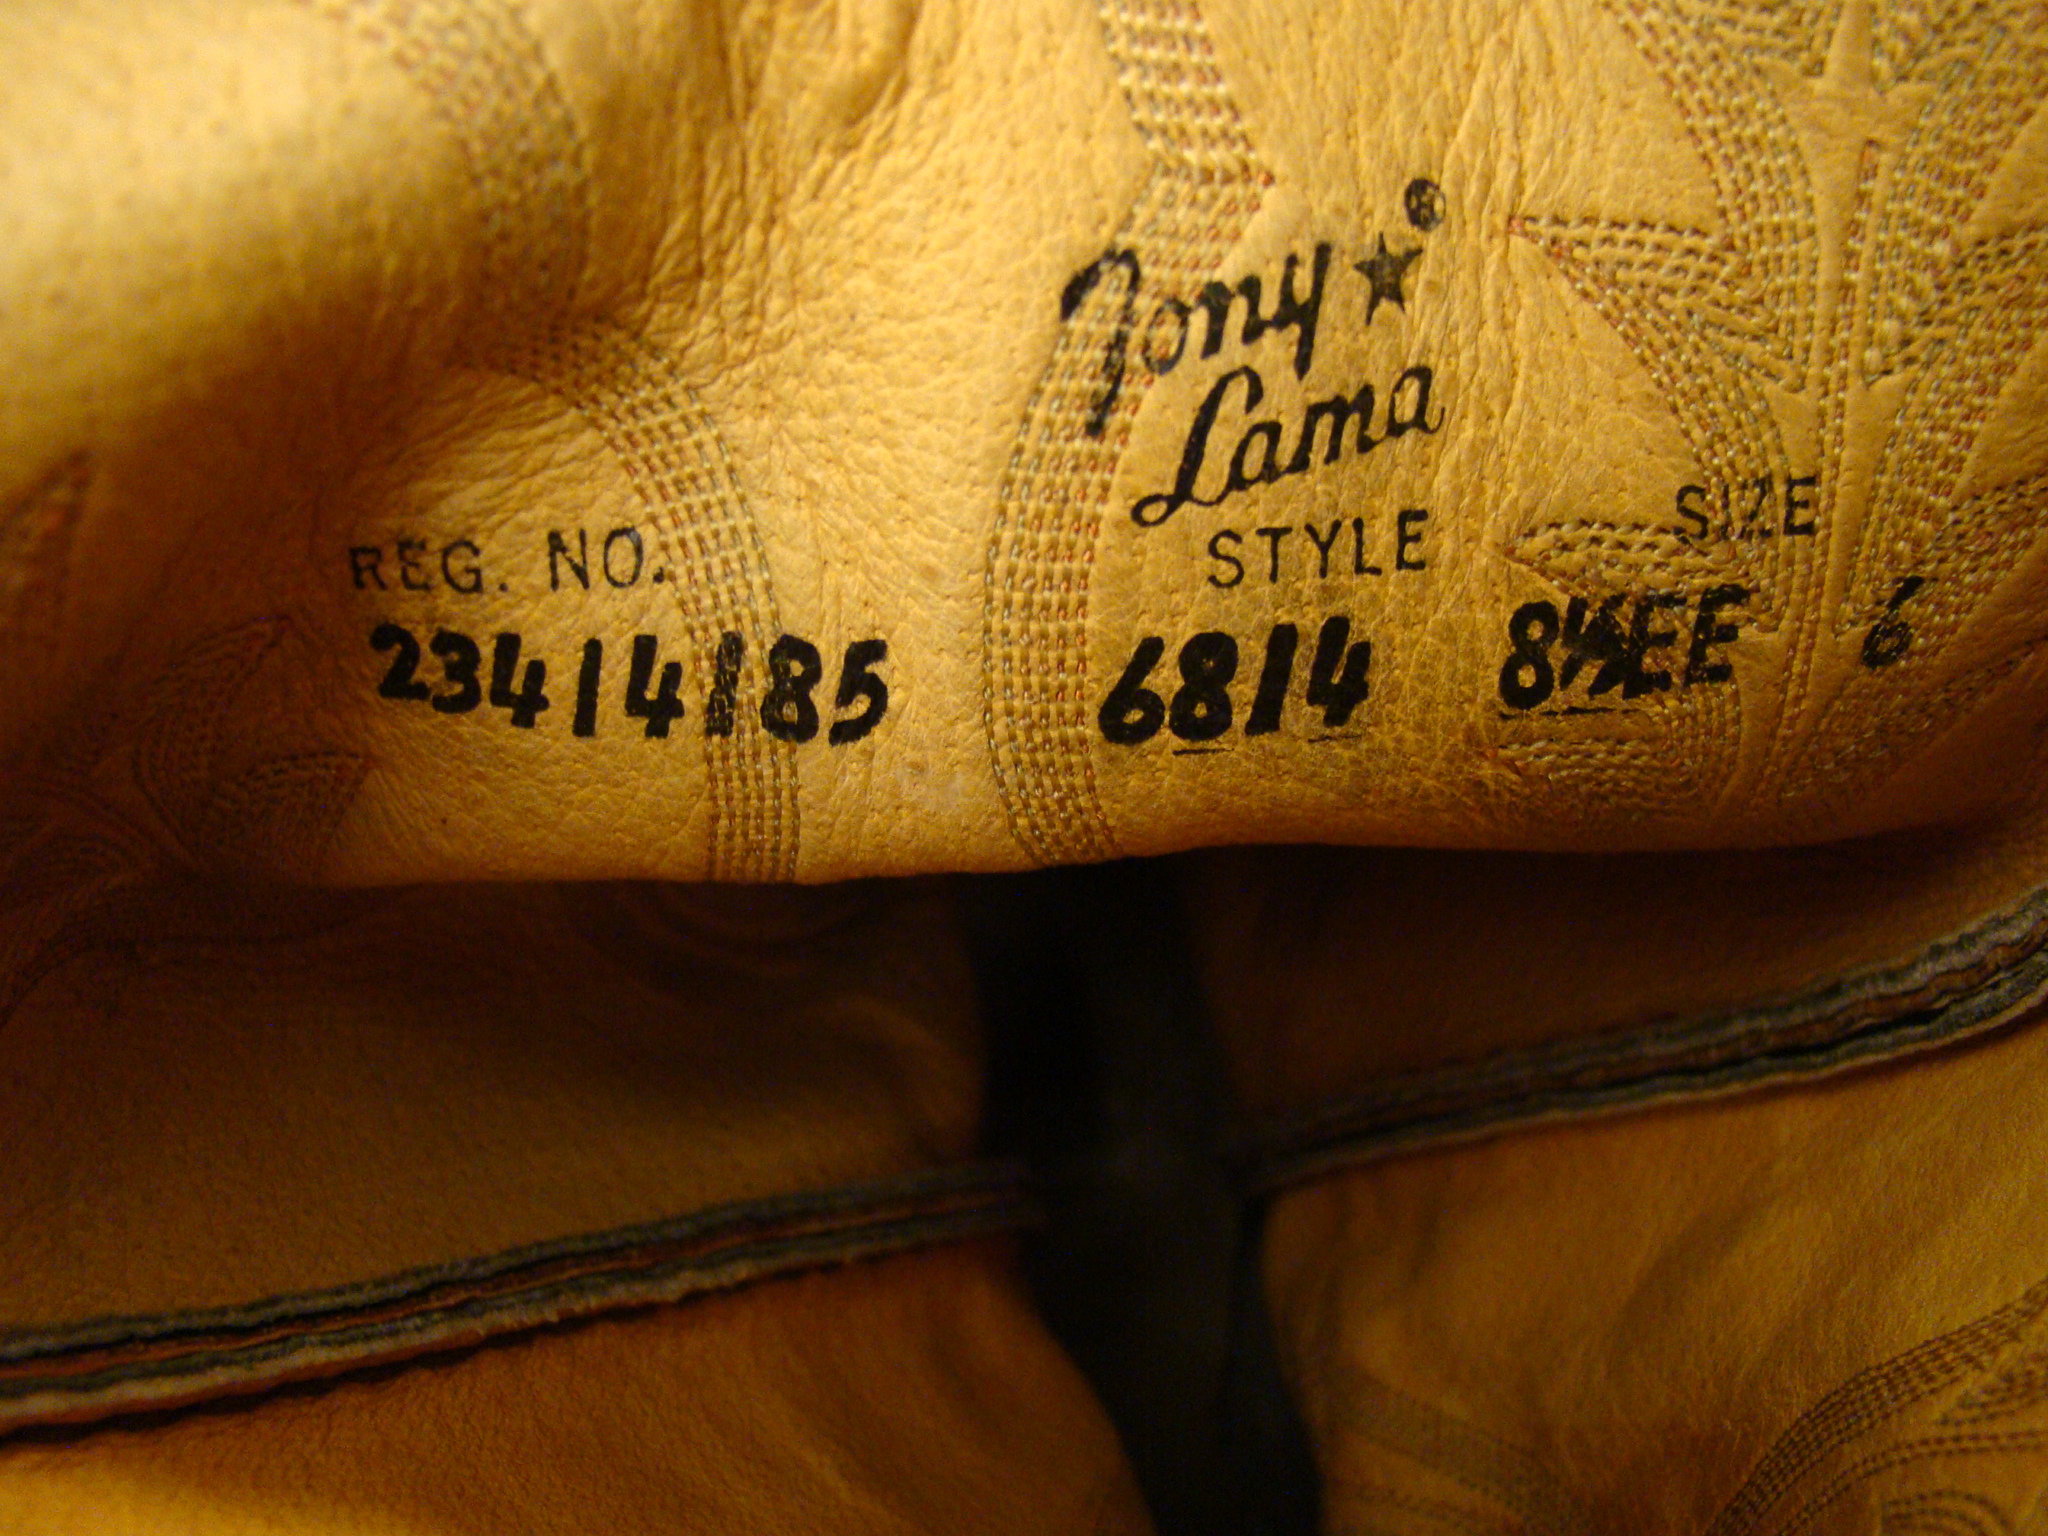 Tony ★ ®
Lama
REG. NO. STYLE SIZE
23414185 6814 8½EE 6